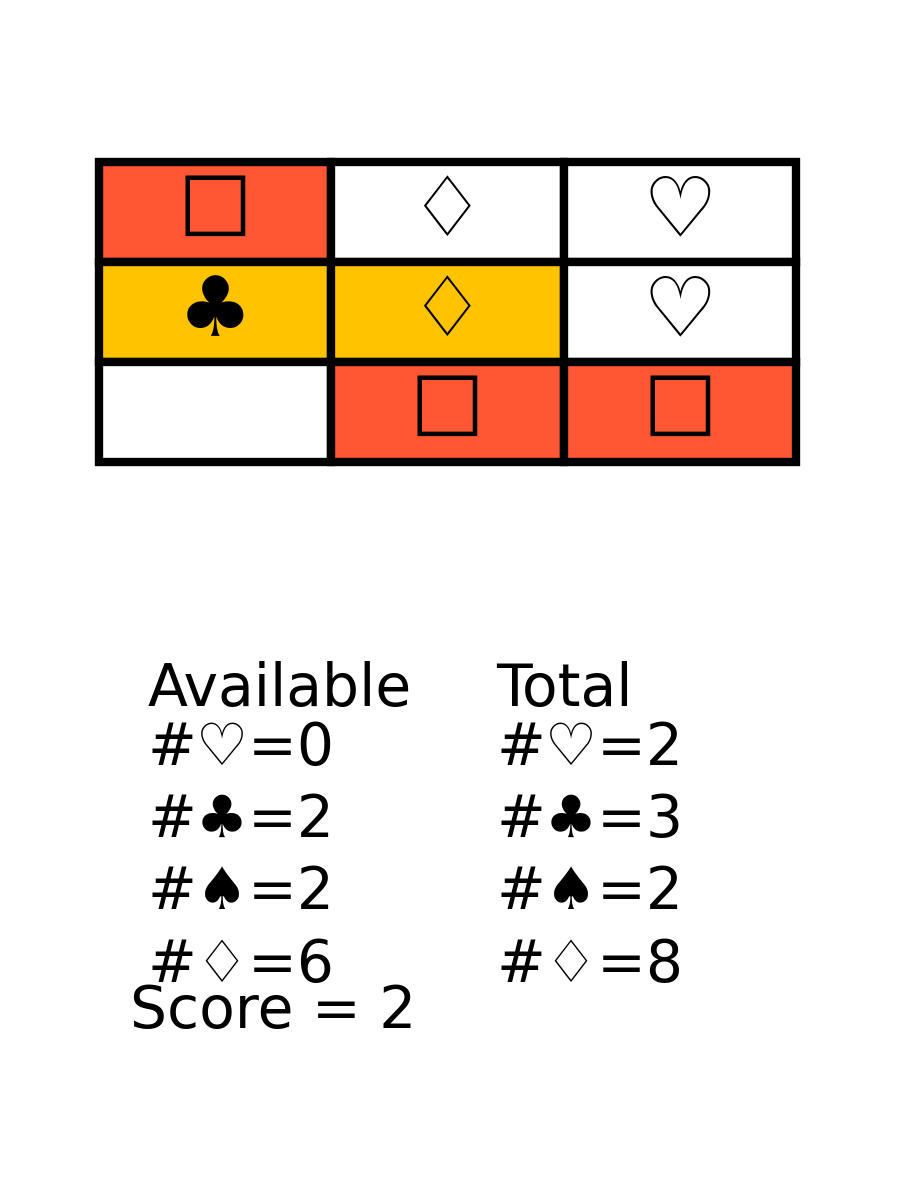 □ ♢ ♡
♣ ♢ ♡
□ □
Available Total
#♡=0 #♡=2
#♣=2 #♣=3
#♠=2 #♠=2
#♢=6 #♢=8
Score = 2